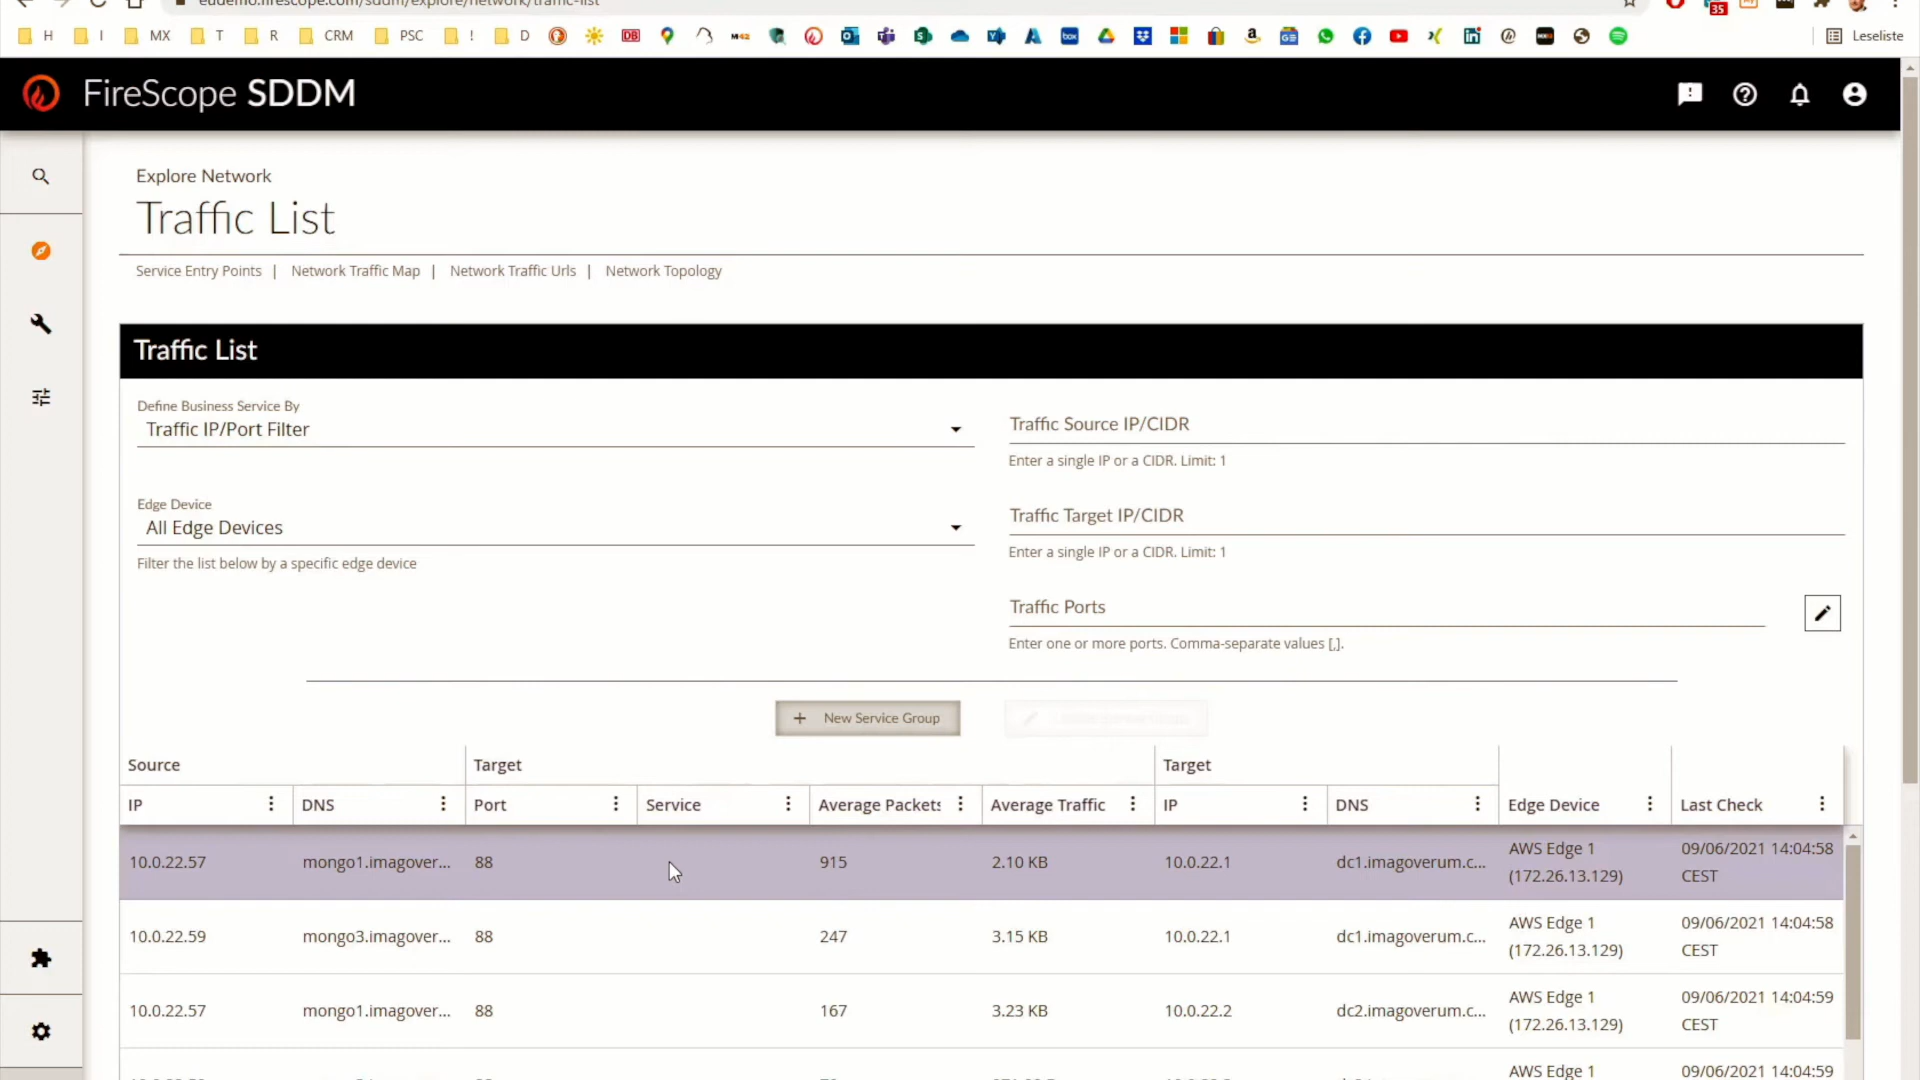 eudemo.firescope.com/sddm/explore/network/traffic-list
35
H I MX T R CRM PSC ! D DB Leseliste
FireScope SDDM
Explore Network
Traffic List
Service Entry Points | Network Traffic Map | Network Traffic Urls | Network Topology
Traffic List
Define Business Service By
Traffic IP/Port Filter
Traffic Source IP/CIDR
Enter a single IP or a CIDR. Limit: 1
Edge Device
All Edge Devices
Filter the list below by a specific edge device
Traffic Target IP/CIDR
Enter a single IP or a CIDR. Limit: 1
Traffic Ports
Enter one or more ports. Comma-separate values [,].
+ New Service Group
Source Target Target
IP DNS Port Service Average Packets Average Traffic IP DNS Edge Device Last Check
10.0.22.57 mongo1.imagover... 88 915 2.10 KB 10.0.22.1 dc1.imagoverum.c... AWS Edge 1 (172.26.13.129) 09/06/2021 14:04:58 CEST
10.0.22.59 mongo3.imagover... 88 247 3.15 KB 10.0.22.1 dc1.imagoverum.c... AWS Edge 1 (172.26.13.129) 09/06/2021 14:04:58 CEST
10.0.22.57 mongo1.imagover... 88 167 3.23 KB 10.0.22.2 dc2.imagoverum.c... AWS Edge 1 (172.26.13.129) 09/06/2021 14:04:59 CEST
AWS Edge 1 09/06/2021 14:04:59